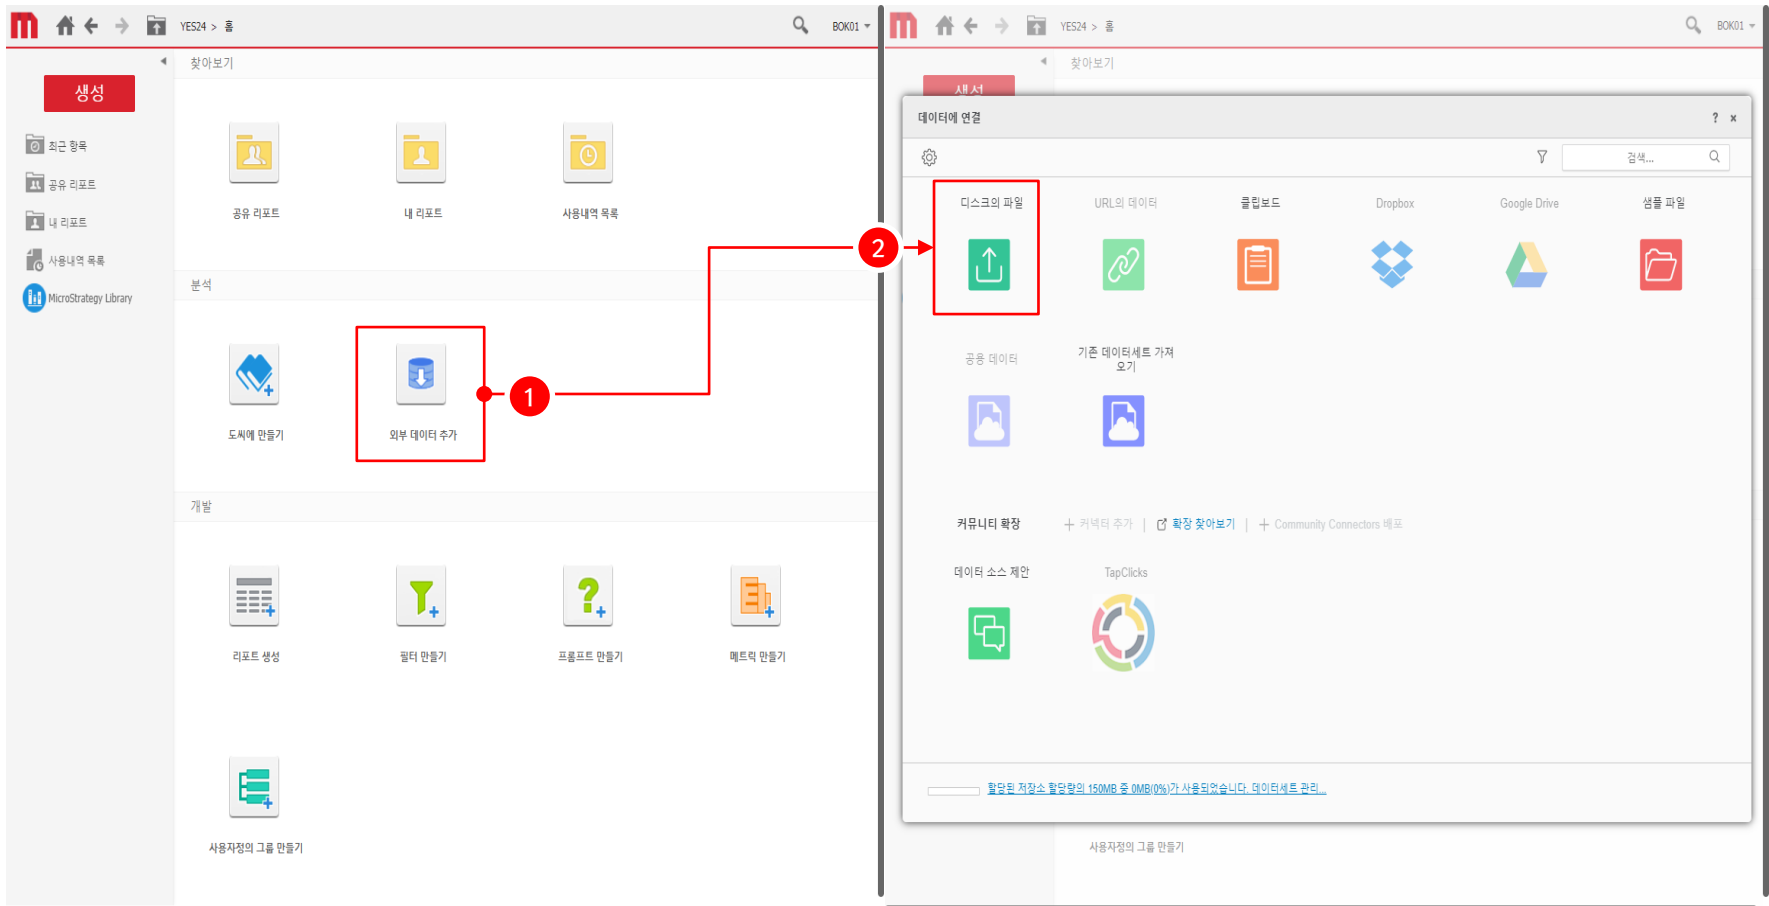 YES24 > 홈
BOK01
생성
최근 항목
공유 리포트
내 리포트
사용내역 목록
MicroStrategy Library
찾아보기
공유 리포트
내 리포트
사용내역 목록
분석
도씨에 만들기
외부 데이터 추가
1
개발
리포트 생성
필터 만들기
프롬프트 만들기
메트릭 만들기
사용자정의 그룹 만들기
2
YES24 > 홈
BOK01
찾아보기
생성
데이터에 연결
? ×
검색...
디스크의 파일
URL의 데이터
클립보드
Dropbox
Google Drive
샘플 파일
공용 데이터
기존 데이터세트 가져
오기
커뮤니티 확장
+ 커넥터 추가 | 확장 찾아보기 | + Community Connectors 배포
데이터 소스 제안
TapClicks
할당된 저장소 할당량의 150MB 중 0MB(0%)가 사용되었습니다. 데이터세트 관리...
사용자정의 그룹 만들기